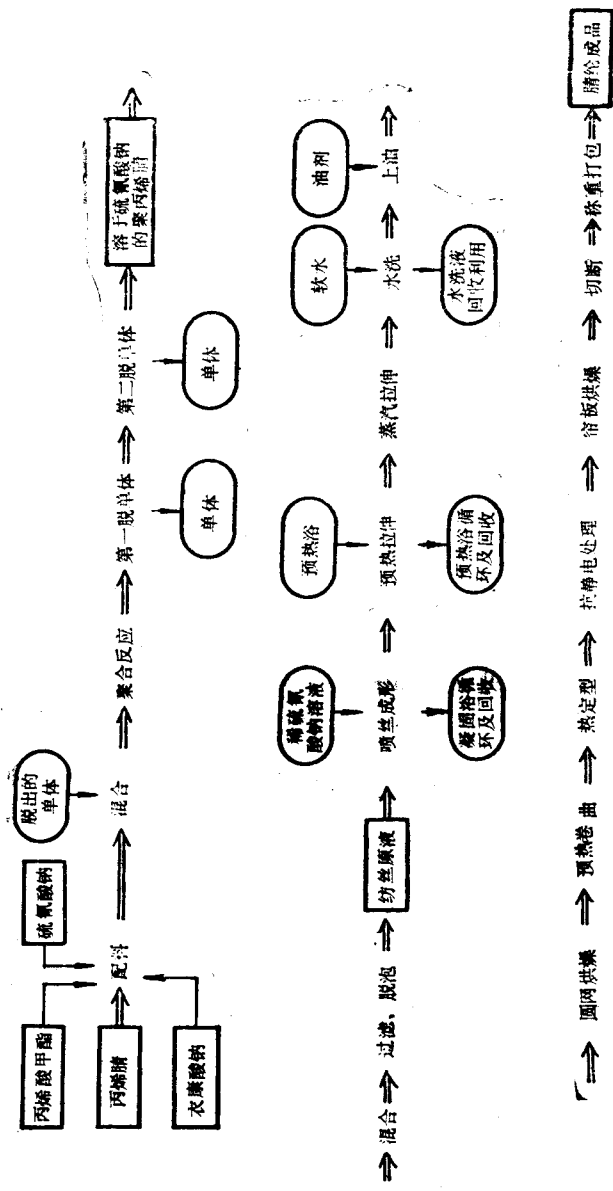 丙烯酸甲酯
硫氰酸钠
丙烯腈
衣康酸钠
配料
脱出的
单体
混合
聚合反应
第一脱单体
单体
第二脱单体
单体
溶于硫氰酸钠
的聚丙烯腈
混合
过滤、脱泡
纺丝原液
稀硫氰
酸钠溶液
喷丝成形
凝固浴循
环及回收
预热浴
预热拉伸
预热浴循
环及回收
蒸汽拉伸
软水
水洗
水洗液
回收利用
油剂
上油
圆网烘燥
预热卷曲
热定型
抗静电处理
帘板烘燥
切断
称重打包
腈纶成品